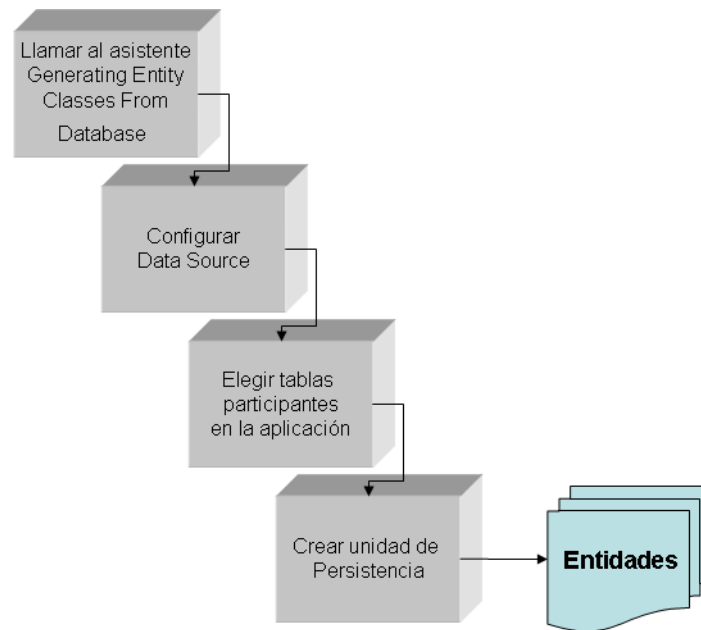 Llamar al asistente
Generating Entity
Classes From
Database
Configurar
Data Source
Elegir tablas
participantes
en la aplicación
Crear unidad de
Persistencia
Entidades